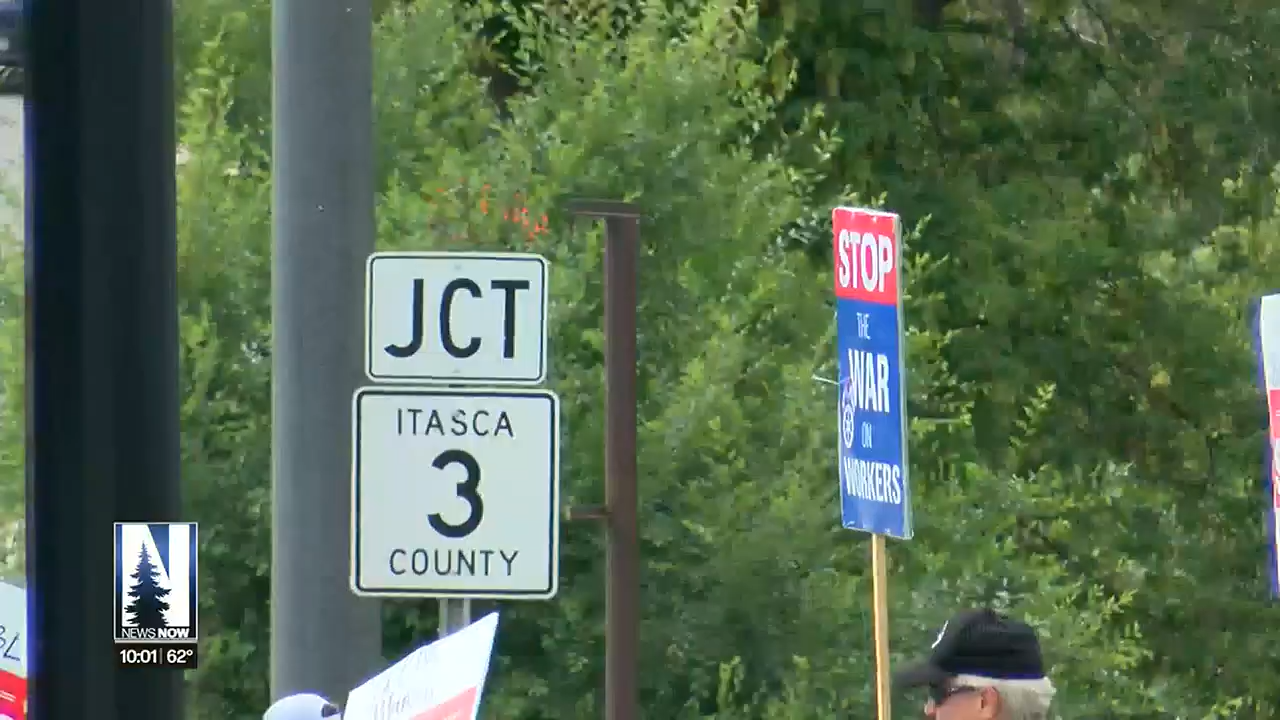 JCT
ITASCA
3
COUNTY
STOP
THE
WAR
ON
WORKERS
N
NEWS NOW
10:01 62°